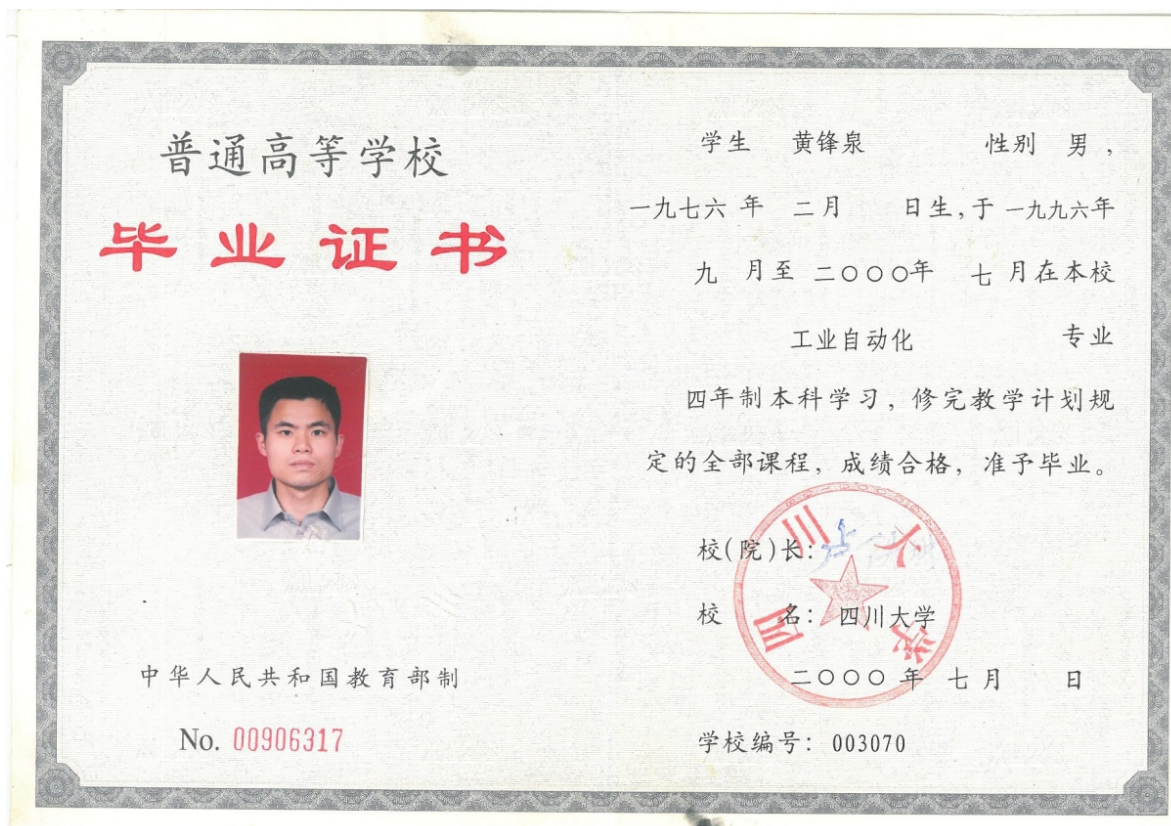 普通高等学校
毕业证书
中华人民共和国教育部制
No. 00906317
学生 黄锋泉 性别 男，
一九七六 年 二月 日生，于 一九九六年
九 月至 二〇〇〇年 七 月在本校
工业自动化 专业
四年制本科学习，修完教学计划规
定的全部课程，成绩合格，准予毕业。
校(院)长：
校 名：四川大学
二〇〇〇 年 七 月 日
学校编号：003070
四川大学